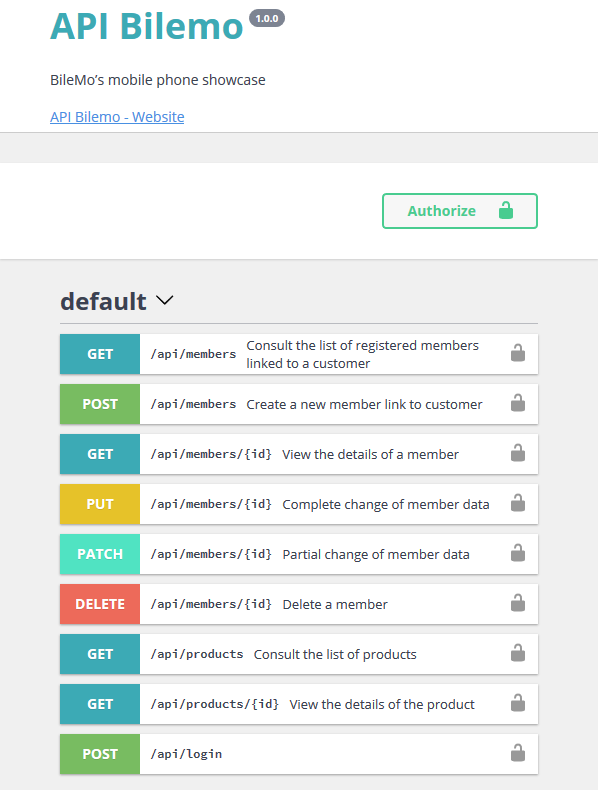 API Bilemo 1.0.0
BileMo’s mobile phone showcase
API Bilemo - Website
Authorize
default
GET /api/members Consult the list of registered members
linked to a customer
POST /api/members Create a new member link to customer
GET /api/members/{id} View the details of a member
PUT /api/members/{id} Complete change of member data
PATCH /api/members/{id} Partial change of member data
DELETE /api/members/{id} Delete a member
GET /api/products Consult the list of products
GET /api/products/{id} View the details of the product
POST /api/login